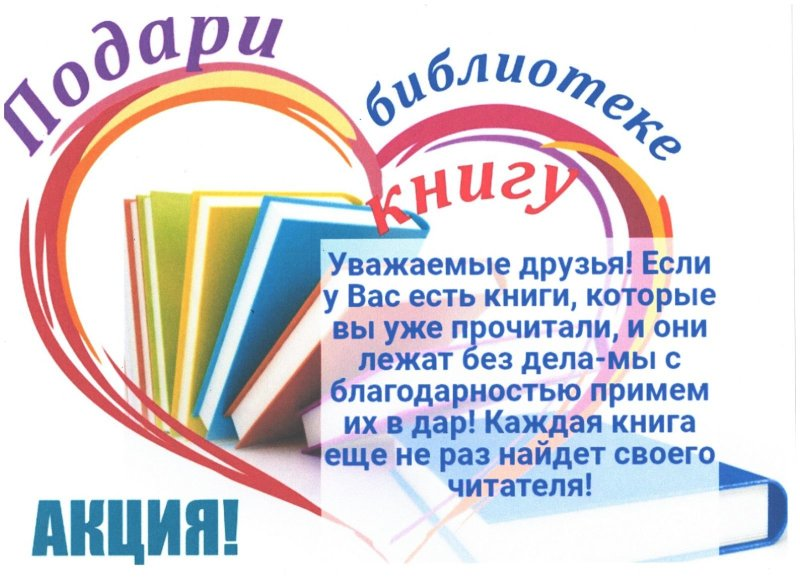 Подари
библиотеке
книгу
Уважаемые друзья! Если
у Вас есть книги, которые
вы уже прочитали, и они
лежат без дела-мы с
благодарностью примем
их в дар! Каждая книга
еще не раз найдет своего
читателя!
АКЦИЯ!